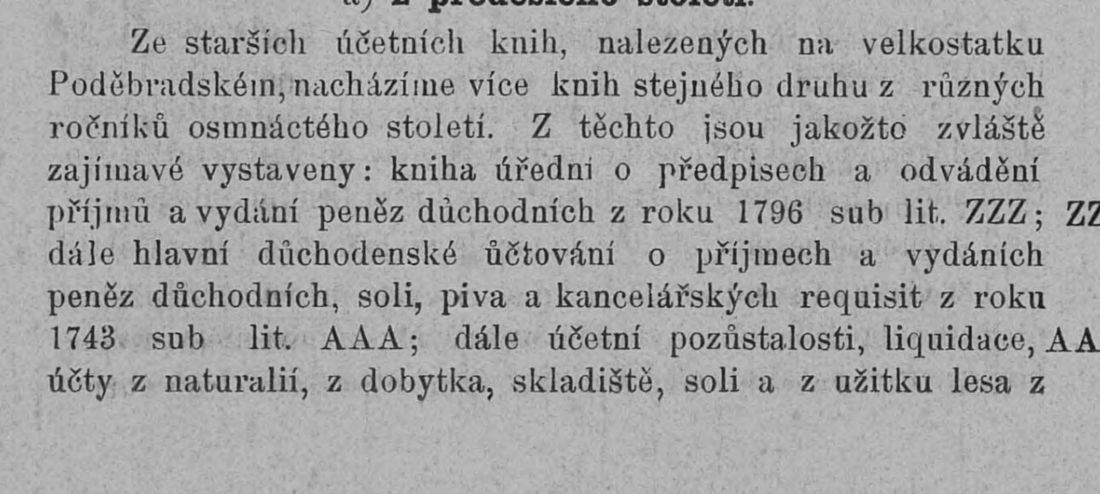 a) z předešlého století.
Ze starších účetních knih, nalezených na velkostatku
Poděbradském, nacházíme více knih stejného druhu z různých
ročníků osmnáctého století. Z těchto jsou jakožto zvláště
zajímavé vystaveny: kniha úřední o předpisech a odvádění
příjmů a vydání peněz důchodních z roku 1796 sub lit. ZZZ; ZZ
dále hlavní důchodenské ůčtování o příjmech a vydáních
peněz důchodních, soli, piva a kancelářských requisit z roku
1743 sub lit. AAA; dále účetní pozůstalosti, liquidace, AA
účty z naturalií, z dobytka, skladiště, soli a z užitku lesa z